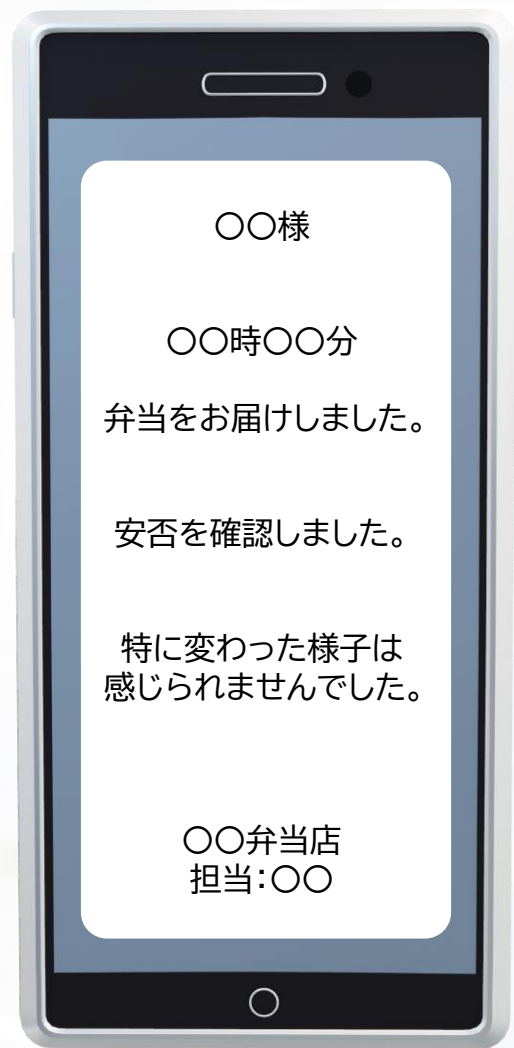 〇〇様
〇〇時〇〇分
弁当をお届けしました。
安否を確認しました。
特に変わった様子は
感じられませんでした。
〇〇弁当店
担当：〇〇